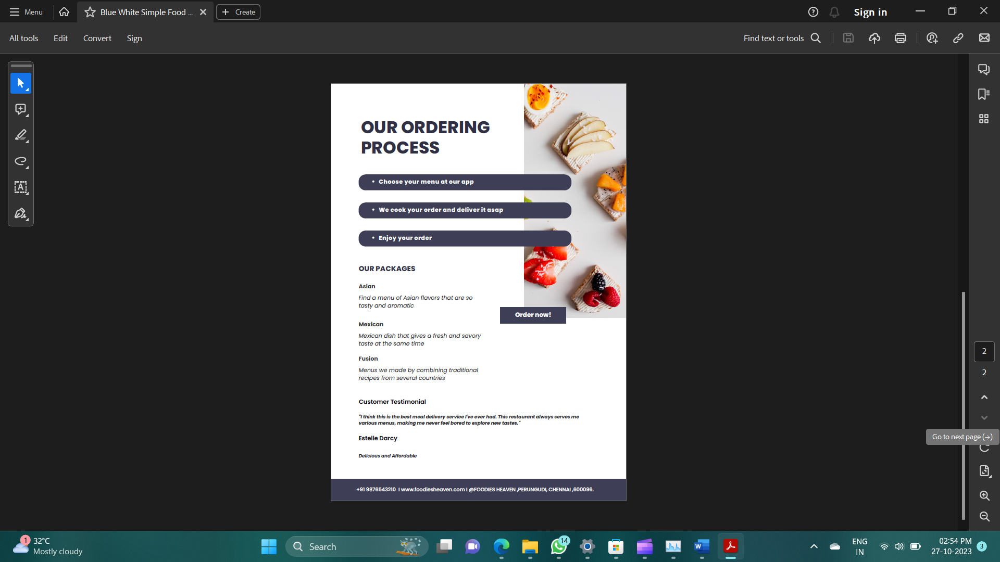 Menu
Blue White Simple Food ...
Create
Sign in
All tools
Edit
Convert
Sign
Find text or tools
OUR ORDERING
PROCESS
• Choose your menu at our app
• We cook your order and deliver it asap
• Enjoy your order
OUR PACKAGES
Asian
Find a menu of Asian flavors that are so
tasty and aromatic
Order now!
Mexican
Mexican dish that gives a fresh and savory
taste at the same time
Fusion
Menus we made by combining traditional
recipes from several countries
Customer Testimonial
"I think this is the best meal delivery service I've ever had. This restaurant always serves me
various menus, making me never feel bored to explore new tastes."
Estelle Darcy
Delicious and Affordable
+91 9876543210 I www.foodiesheaven.com I @FOODIES HEAVEN ,PERUNGUDI, CHENNAI ,600096.
2
2
Go to next page (→)
1
32°C
Mostly cloudy
Search
14
W
ENG
IN
02:54 PM
27-10-2023
3